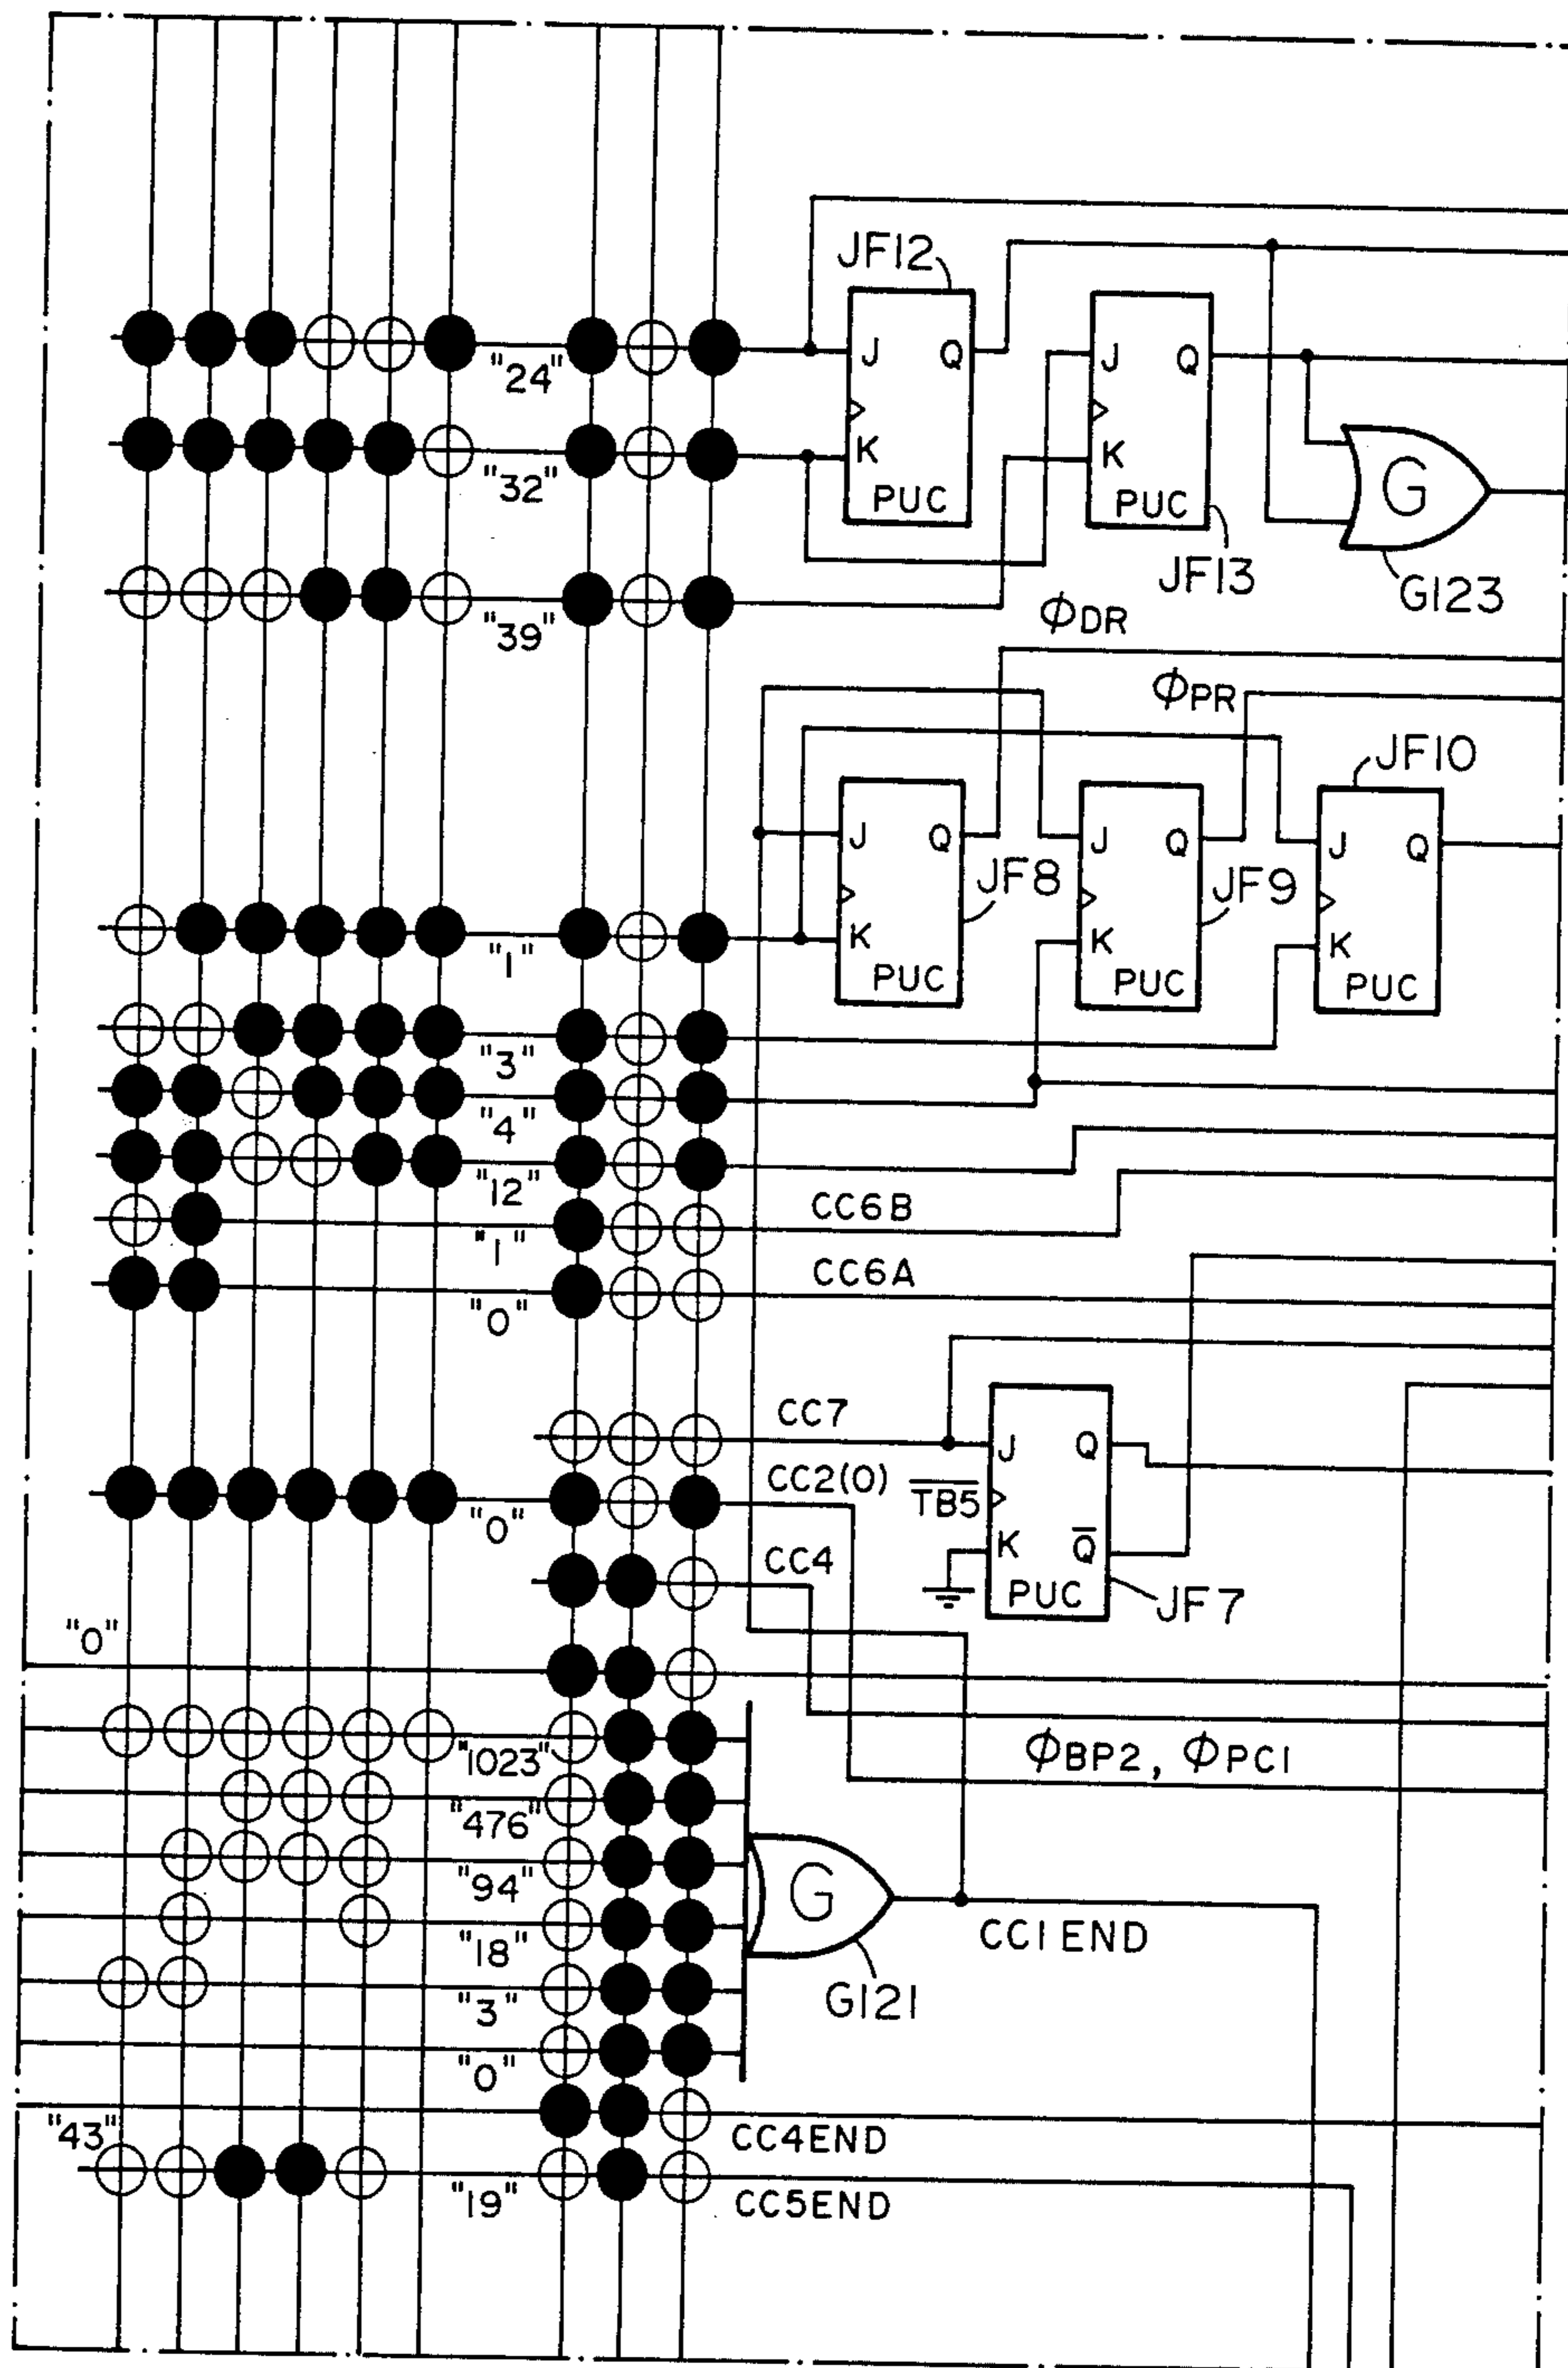 JF12
J Q
"24"
K
PUC
"32"
J Q
K
PUC
JF13
G
G123
"39"
ϕDR
ϕPR
JF10
J Q
K
PUC
JF8
J Q
K
PUC
JF9
J Q
K
PUC
"1"
"3"
"4"
"12"
CC6B
"1"
CC6A
"0"
CC7
J Q
CC2(0)
T̅B̅5̅
"0"
K Q̅
CC4
PUC
JF7
"0"
"1023"
ϕBP2, ϕPC1
"476"
"94"
G
"18"
CC1 END
"3"
G121
"0"
"43"
CC4END
"19"
CC5END